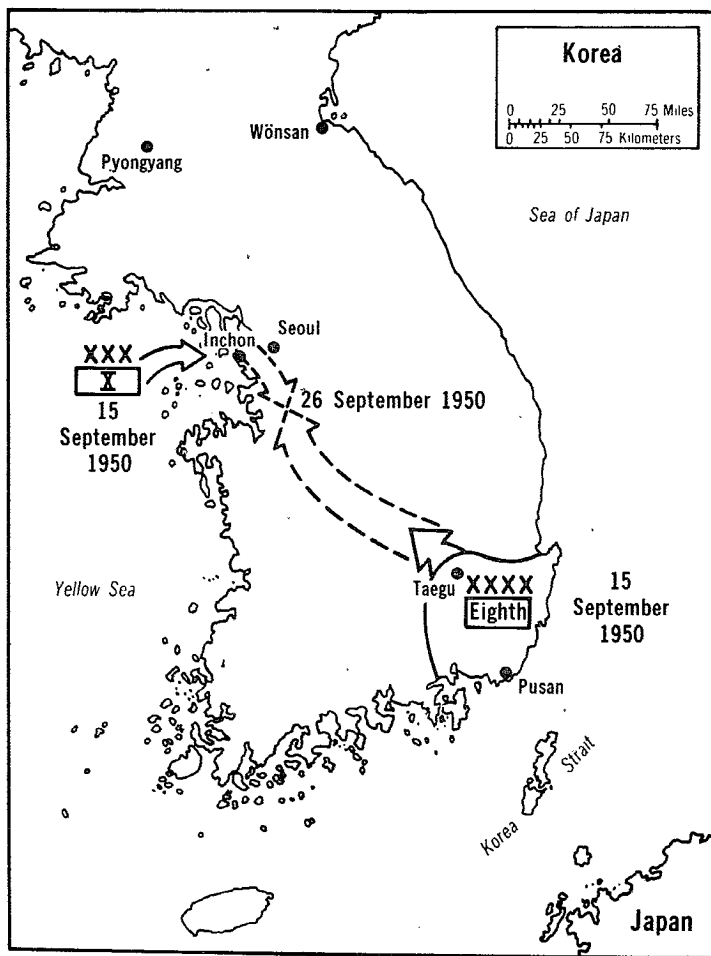 Korea
0 25 50 75 Miles
0 25 50 75 Kilometers
Wönsan
Pyongyang
Sea of Japan
Inchon
Seoul
XXX
X
15
September
1950
26 September 1950
Yellow Sea
Taegu
XXXX
Eighth
15
September
1950
Pusan
Korea Strait
Japan